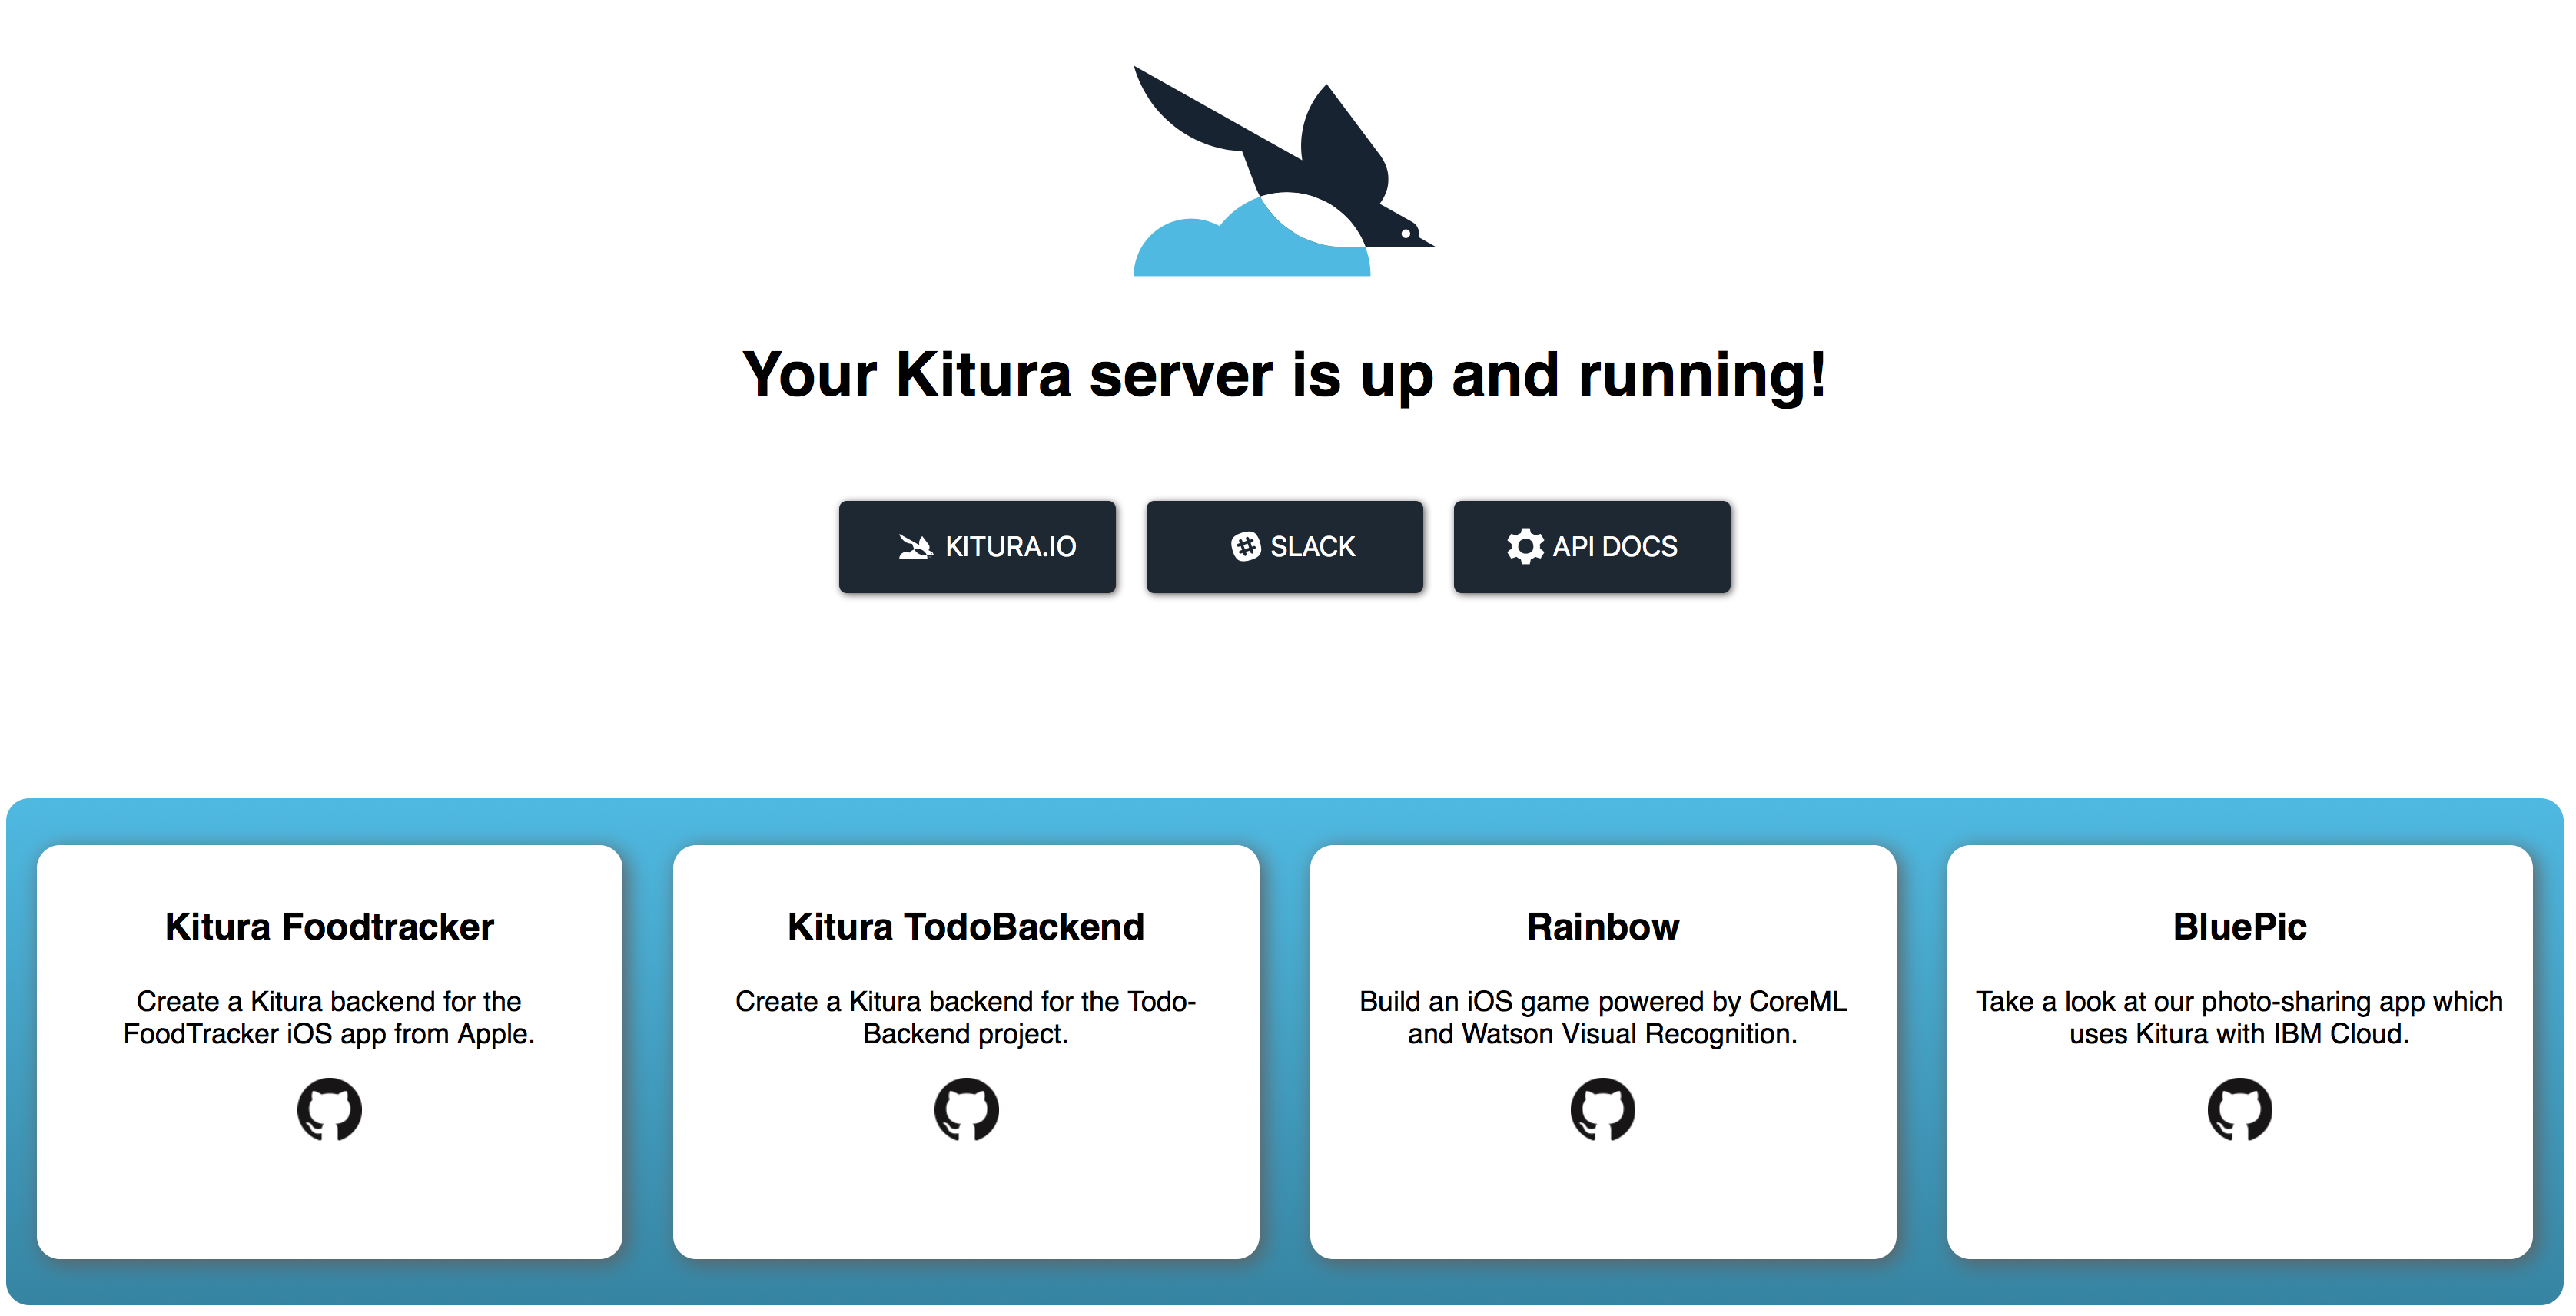 Your Kitura server is up and running!
KITURA.IO
SLACK
API DOCS
Kitura Foodtracker
Create a Kitura backend for the
FoodTracker iOS app from Apple.
Kitura TodoBackend
Create a Kitura backend for the Todo-
Backend project.
Rainbow
Build an iOS game powered by CoreML
and Watson Visual Recognition.
BluePic
Take a look at our photo-sharing app which
uses Kitura with IBM Cloud.